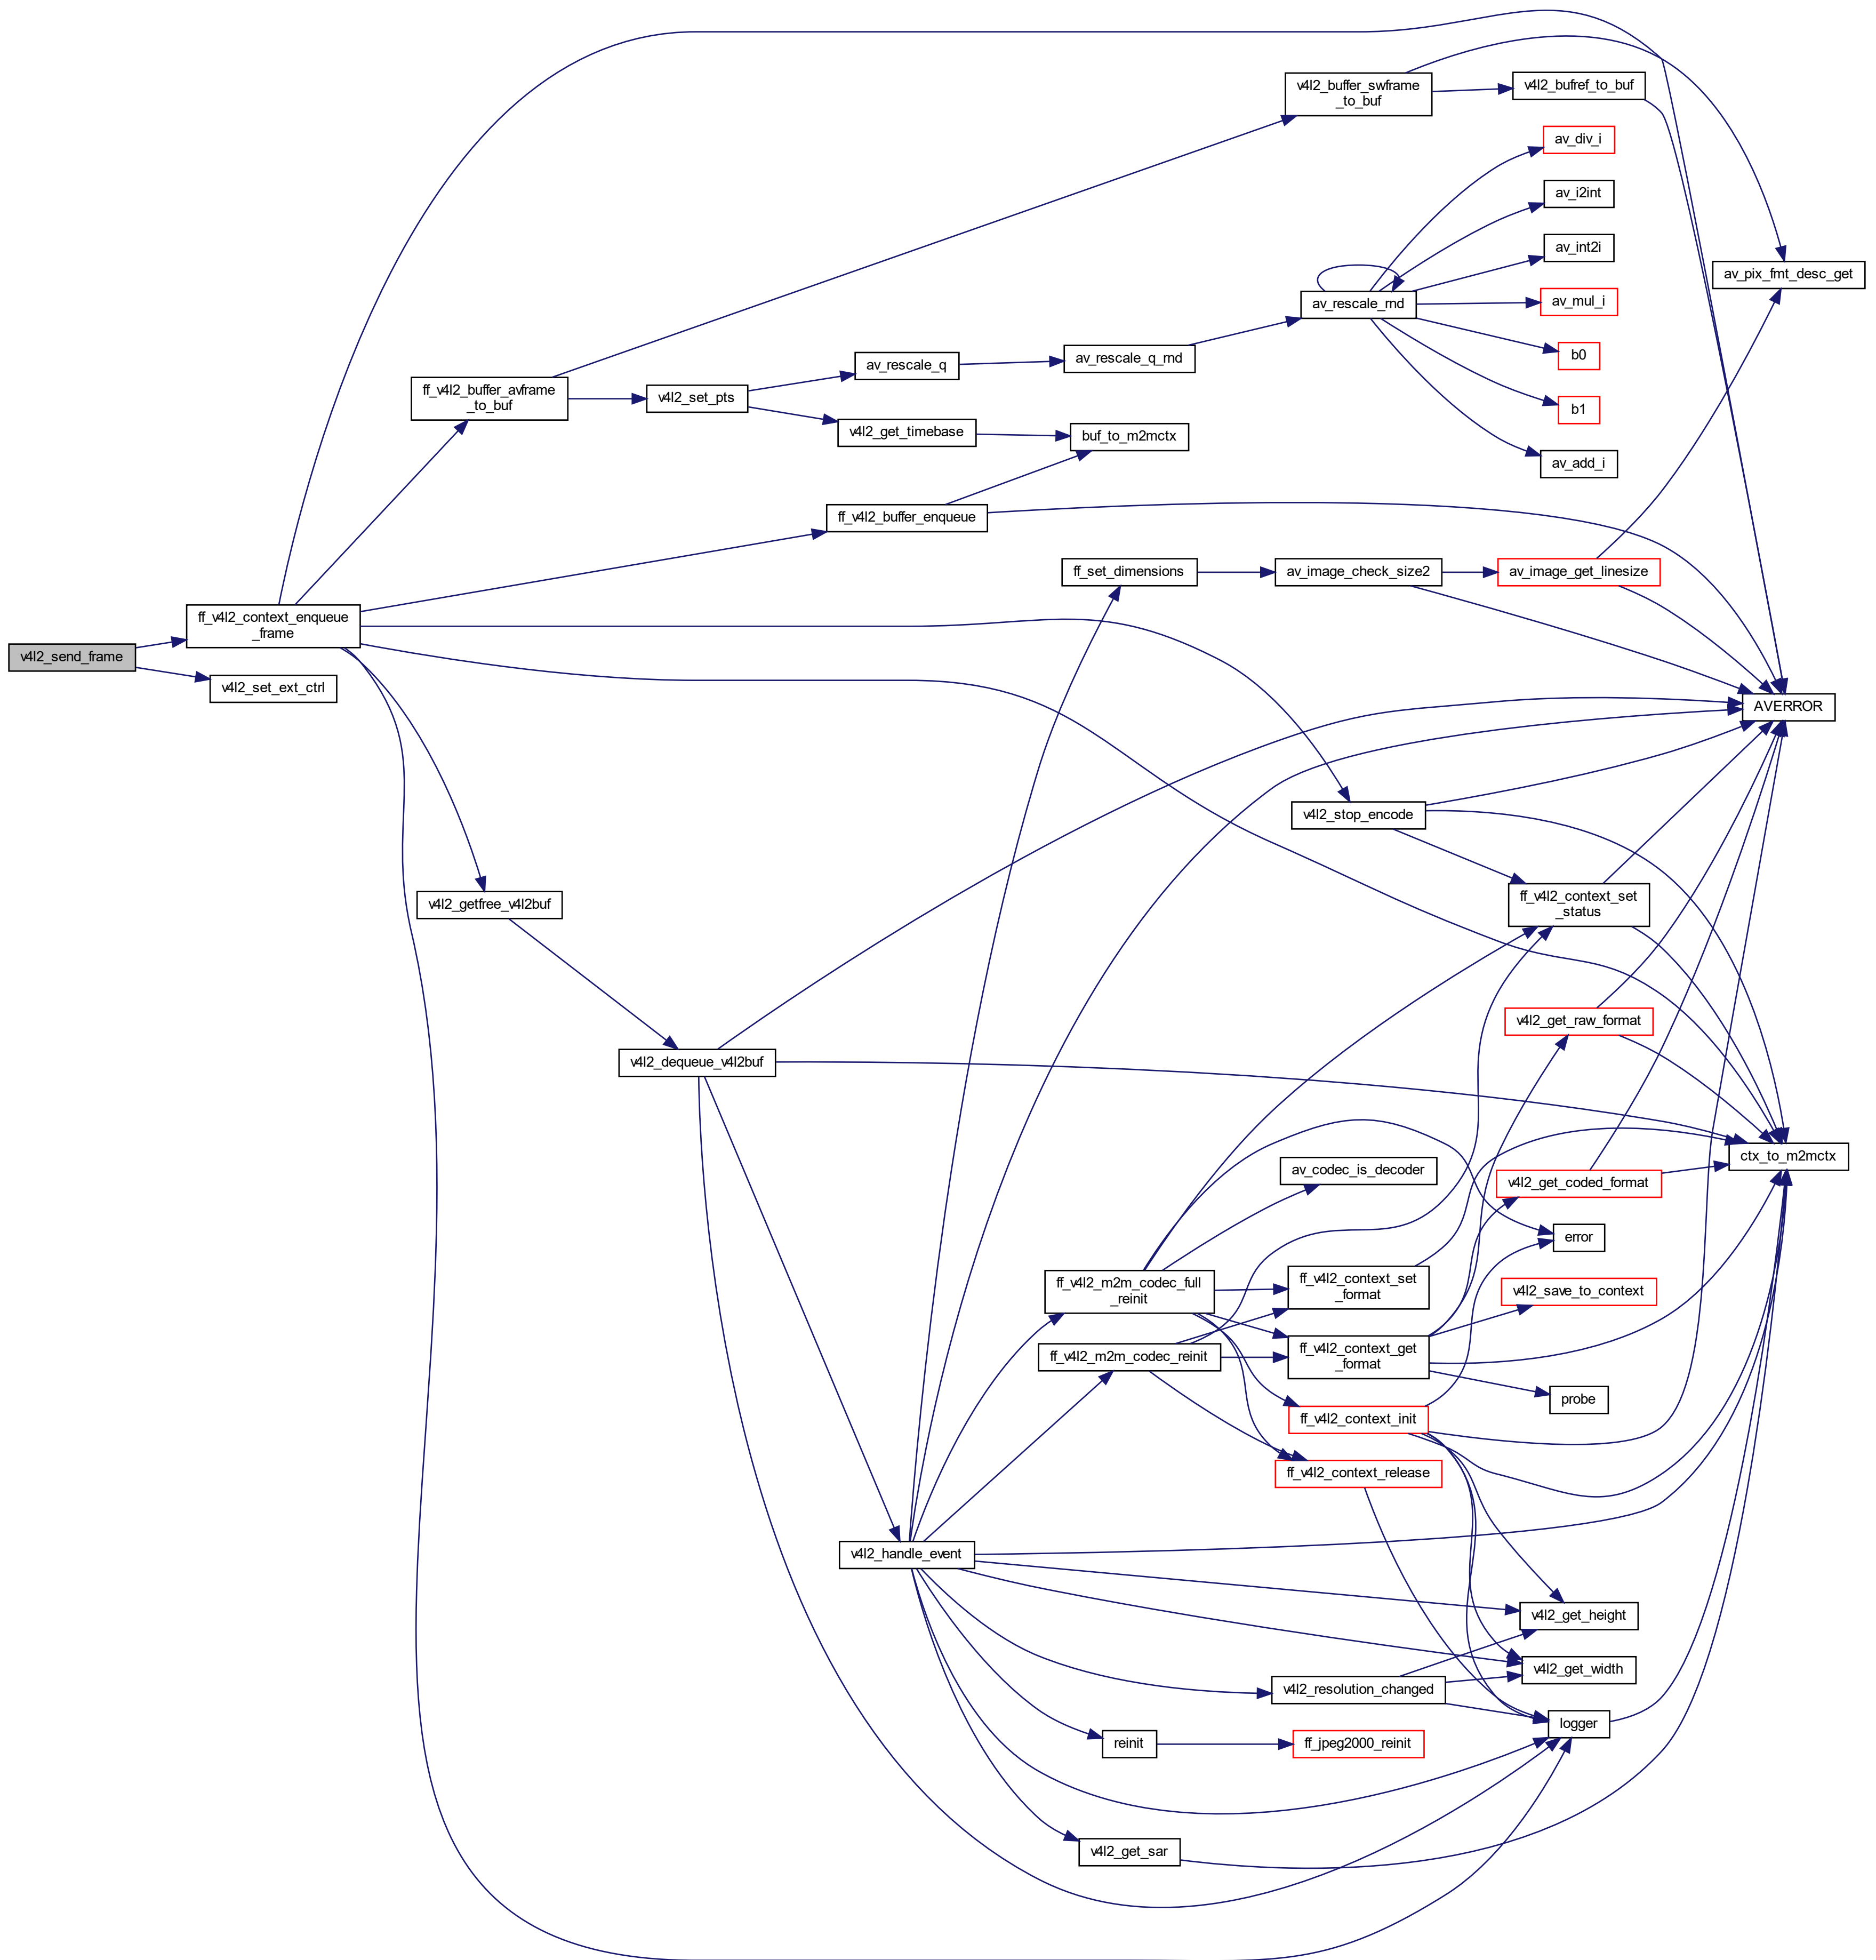 v4l2_send_frame
ff_v4l2_context_enqueue
_frame
v4l2_set_ext_ctrl
ff_v4l2_buffer_avframe
_to_buf
v4l2_getfree_v4l2buf
v4l2_set_pts
v4l2_dequeue_v4l2buf
av_rescale_q
v4l2_get_timebase
ff_v4l2_buffer_enqueue
v4l2_handle_event
av_rescale_q_rnd
buf_to_m2mctx
ff_set_dimensions
ff_v4l2_m2m_codec_full
_reinit
ff_v4l2_m2m_codec_reinit
reinit
v4l2_get_sar
v4l2_buffer_swframe
_to_buf
av_rescale_rnd
av_image_check_size2
v4l2_stop_encode
av_codec_is_decoder
ff_v4l2_context_set
_format
ff_v4l2_context_get
_format
ff_v4l2_context_init
ff_v4l2_context_release
v4l2_resolution_changed
ff_jpeg2000_reinit
v4l2_bufref_to_buf
av_div_i
av_i2int
av_int2i
av_mul_i
b0
b1
av_add_i
av_image_get_linesize
ff_v4l2_context_set
_status
v4l2_get_raw_format
v4l2_get_coded_format
error
v4l2_save_to_context
probe
v4l2_get_height
v4l2_get_width
logger
av_pix_fmt_desc_get
AVERROR
ctx_to_m2mctx